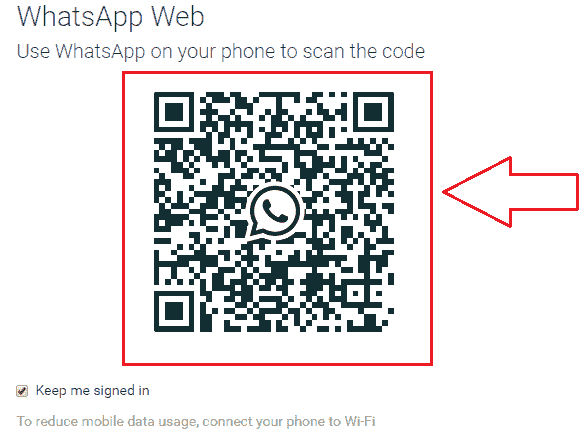 WhatsApp Web
Use WhatsApp on your phone to scan the code
Keep me signed in
To reduce mobile data usage, connect your phone to Wi-Fi